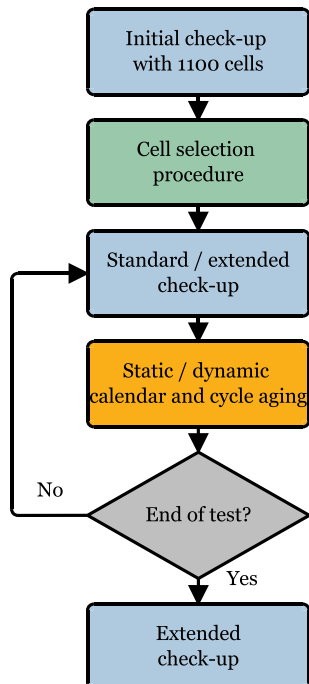 Initial check-up
with 1100 cells
Cell selection
procedure
Standard / extended
check-up
Static / dynamic
calendar and cycle aging
End of test?
No
Yes
Extended
check-up